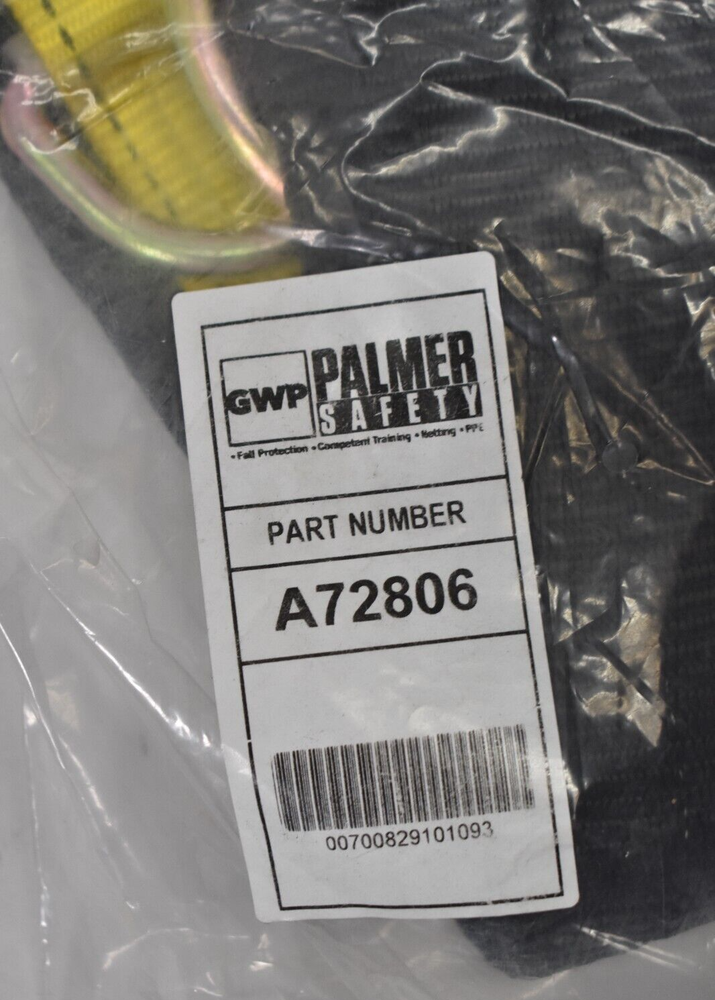 GWP
PALMER
SAFETY
• Fall Protection • Competent Training • Netting • PPE
PART NUMBER
A72806
00700829101093